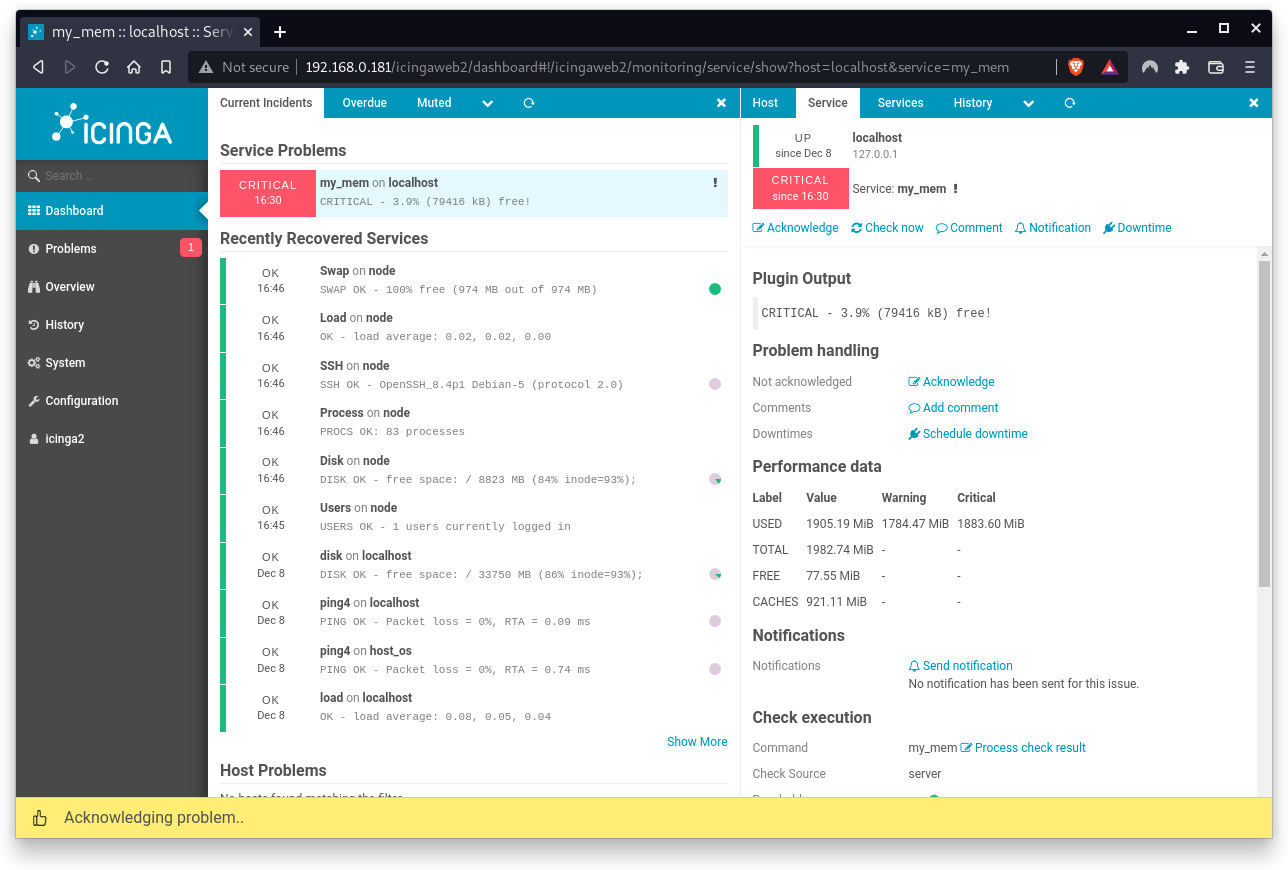 my_mem :: localhost :: Serv
Not secure 192.168.0.181/icingaweb2/dashboard#!/icingaweb2/monitoring/service/show?host=localhost&service=my_mem
ICINGA
Search ...
Dashboard
Problems 1
Overview
History
System
Configuration
icinga2
Current Incidents Overdue Muted
Service Problems
CRITICAL my_mem on localhost
16:30 CRITICAL - 3.9% (79416 kB) free!
Recently Recovered Services
OK Swap on node
16:46 SWAP OK - 100% free (974 MB out of 974 MB)
OK Load on node
16:46 OK - load average: 0.02, 0.02, 0.00
OK SSH on node
16:46 SSH OK - OpenSSH_8.4p1 Debian-5 (protocol 2.0)
OK Process on node
16:46 PROCS OK: 83 processes
OK Disk on node
16:46 DISK OK - free space: / 8823 MB (84% inode=93%);
OK Users on node
16:45 USERS OK - 1 users currently logged in
OK disk on localhost
Dec 8 DISK OK - free space: / 33750 MB (86% inode=93%);
OK ping4 on localhost
Dec 8 PING OK - Packet loss = 0%, RTA = 0.09 ms
OK ping4 on host_os
Dec 8 PING OK - Packet loss = 0%, RTA = 0.74 ms
OK load on localhost
Dec 8 OK - load average: 0.08, 0.05, 0.04
Show More
Host Problems
Host Service Services History
UP localhost
since Dec 8 127.0.0.1
CRITICAL
since 16:30 Service: my_mem
Acknowledge Check now Comment Notification Downtime
Plugin Output
CRITICAL - 3.9% (79416 kB) free!
Problem handling
Not acknowledged Acknowledge
Comments Add comment
Downtimes Schedule downtime
Performance data
Label Value Warning Critical
USED 1905.19 MiB 1784.47 MiB 1883.60 MiB
TOTAL 1982.74 MiB - -
FREE 77.55 MiB - -
CACHES 921.11 MiB - -
Notifications
Notifications Send notification
No notification has been sent for this issue.
Check execution
Command my_mem Process check result
Check Source server
Acknowledging problem..